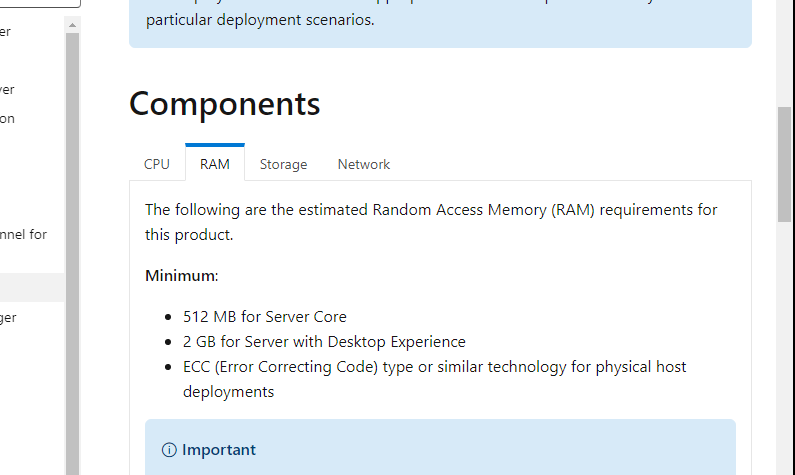 particular deployment scenarios.
er
ver
on
nnel for
ger
Components
CPU RAM Storage Network
The following are the estimated Random Access Memory (RAM) requirements for
this product.
Minimum:
512 MB for Server Core
2 GB for Server with Desktop Experience
ECC (Error Correcting Code) type or similar technology for physical host
deployments
Important